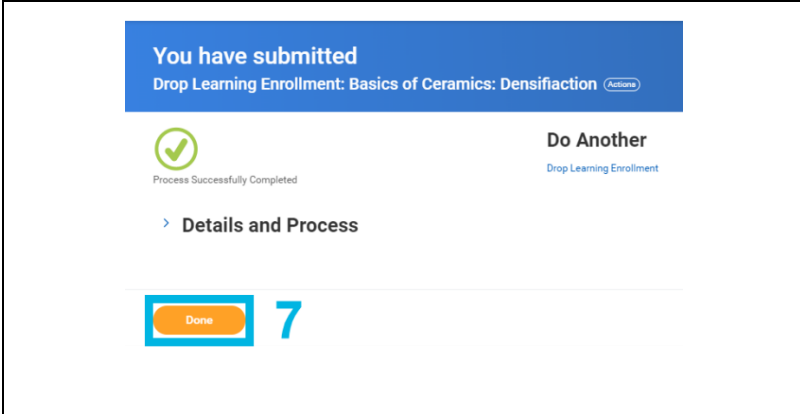 You have submitted
Drop Learning Enrollment: Basics of Ceramics: Densifiaction Actions
Do Another
Drop Learning Enrollment
Process Successfully Completed
Details and Process
Done
7